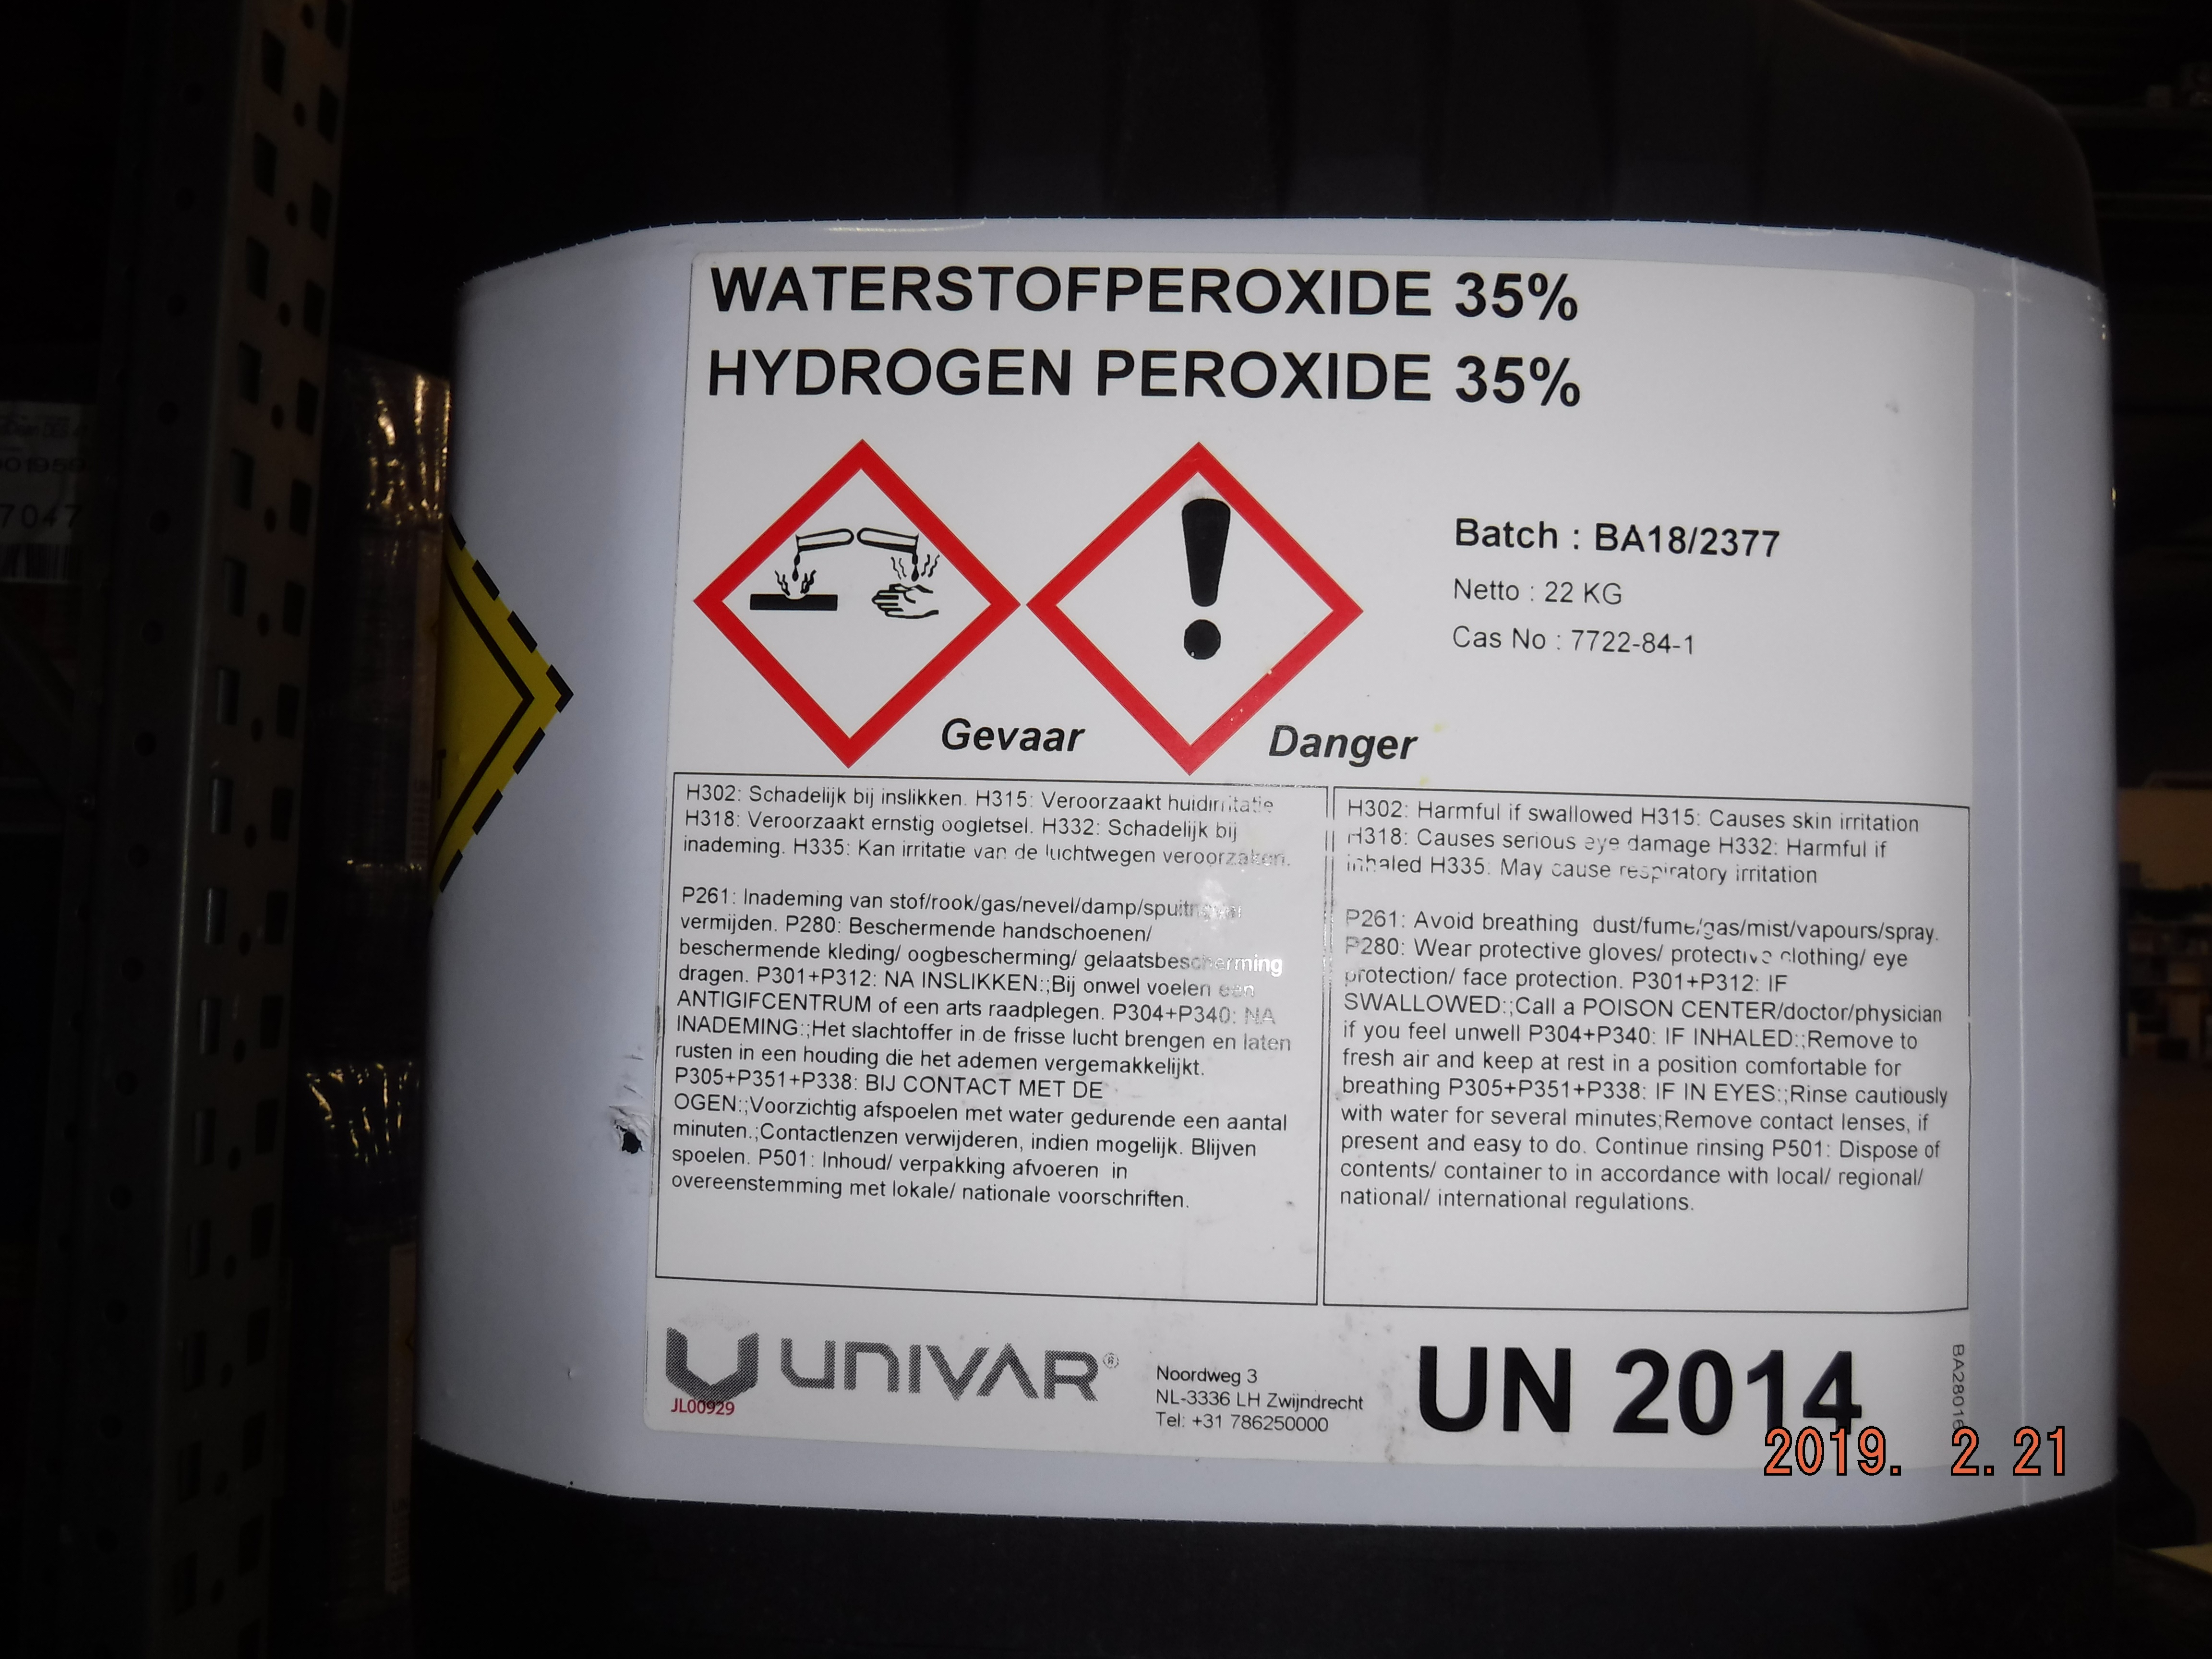 WATERSTOFPEROXIDE 35%
HYDROGEN PEROXIDE 35%
Batch : BA18/2377
Netto : 22 KG
Cas No : 7722-84-1
Gevaar
Danger
H302: Schadelijk bij inslikken. H315: Veroorzaakt huidirritatie
H318: Veroorzaakt ernstig oogletsel. H332: Schadelijk bij
inademing. H335: Kan irritatie van de luchtwegen veroorzaken.
P261: Inademing van stof/rook/gas/nevel/damp/spuitnevel
vermijden. P280: Beschermende handschoenen/
beschermende kleding/ oogbescherming/ gelaatsbescherming
dragen. P301+P312: NA INSLIKKEN:;Bij onwel voelen een
ANTIGIFCENTRUM of een arts raadplegen. P304+P340: NA
INADEMING:;Het slachtoffer in de frisse lucht brengen en laten
rusten in een houding die het ademen vergemakkelijkt.
P305+P351+P338: BIJ CONTACT MET DE
OGEN:;Voorzichtig afspoelen met water gedurende een aantal
minuten.;Contactlenzen verwijderen, indien mogelijk. Blijven
spoelen. P501: Inhoud/ verpakking afvoeren in
overeenstemming met lokale/ nationale voorschriften.
H302: Harmful if swallowed H315: Causes skin irritation
H318: Causes serious eye damage H332: Harmful if
inhaled H335: May cause respiratory irritation
P261: Avoid breathing dust/fume/gas/mist/vapours/spray.
P280: Wear protective gloves/ protective clothing/ eye
protection/ face protection. P301+P312: IF
SWALLOWED:;Call a POISON CENTER/doctor/physician
if you feel unwell P304+P340: IF INHALED:;Remove to
fresh air and keep at rest in a position comfortable for
breathing P305+P351+P338: IF IN EYES:;Rinse cautiously
with water for several minutes;Remove contact lenses, if
present and easy to do. Continue rinsing P501: Dispose of
contents/ container to in accordance with local/ regional/
national/ international regulations.
UNIVAR®
JL00929
Noordweg 3
NL-3336 LH Zwijndrecht
Tel: +31 786250000
UN 2014
2019. 2.21
7047